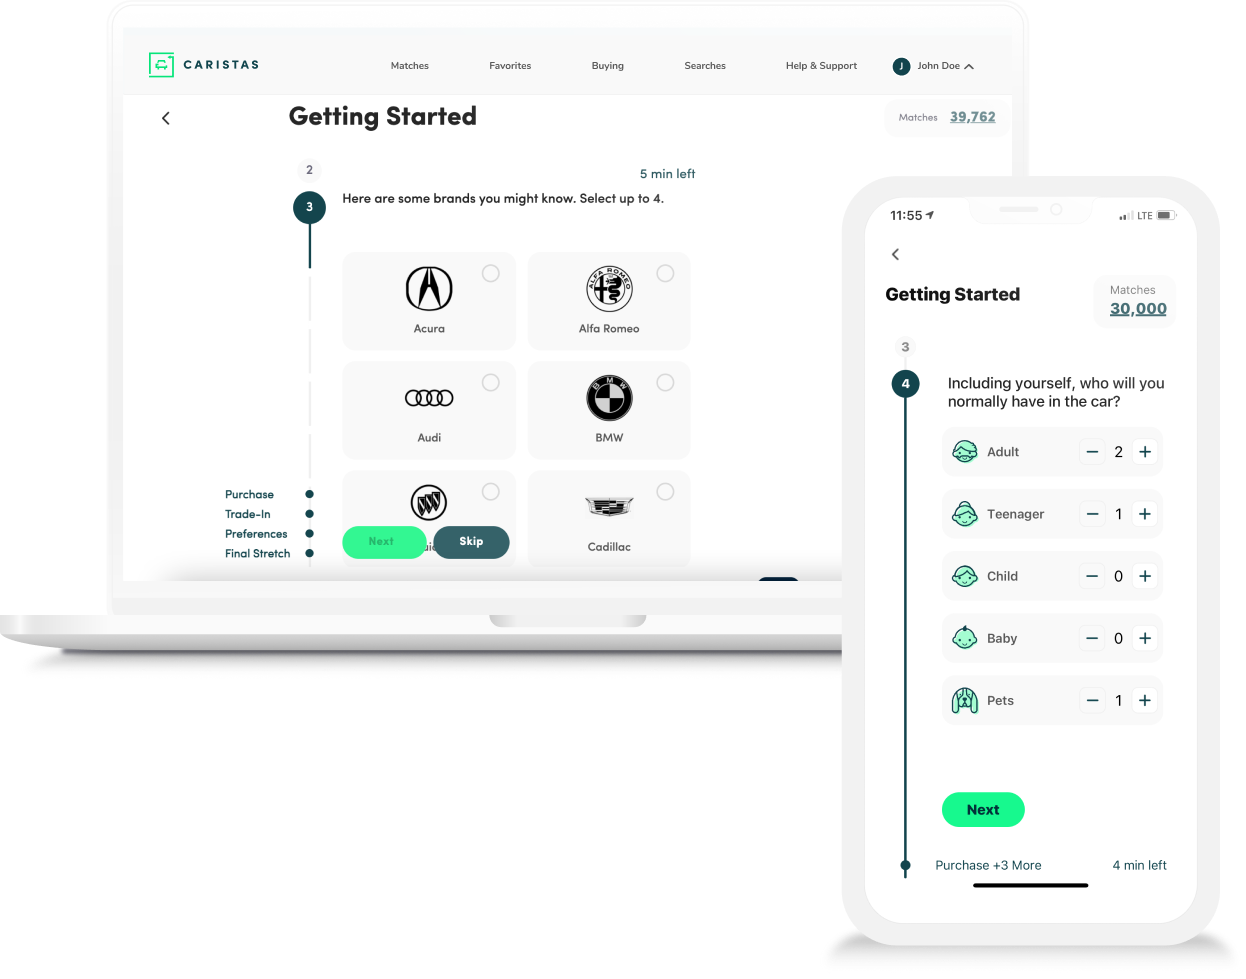 CARISTAS
Matches
Favorites
Buying
Searches
Help & Support
J
John Doe
Getting Started
Matches 39,762
2
5 min left
3
Here are some brands you might know. Select up to 4.
Acura
ALFA ROMEO
Alfa Romeo
Audi
BMW
BMW
Cadillac
Purchase
Trade-In
Preferences
Final Stretch
Next
Skip
11:55
LTE
Getting Started
Matches
30,000
3
4
Including yourself, who will you
normally have in the car?
Adult − 2 +
Teenager − 1 +
Child − 0 +
Baby − 0 +
Pets − 1 +
Next
Purchase +3 More
4 min left